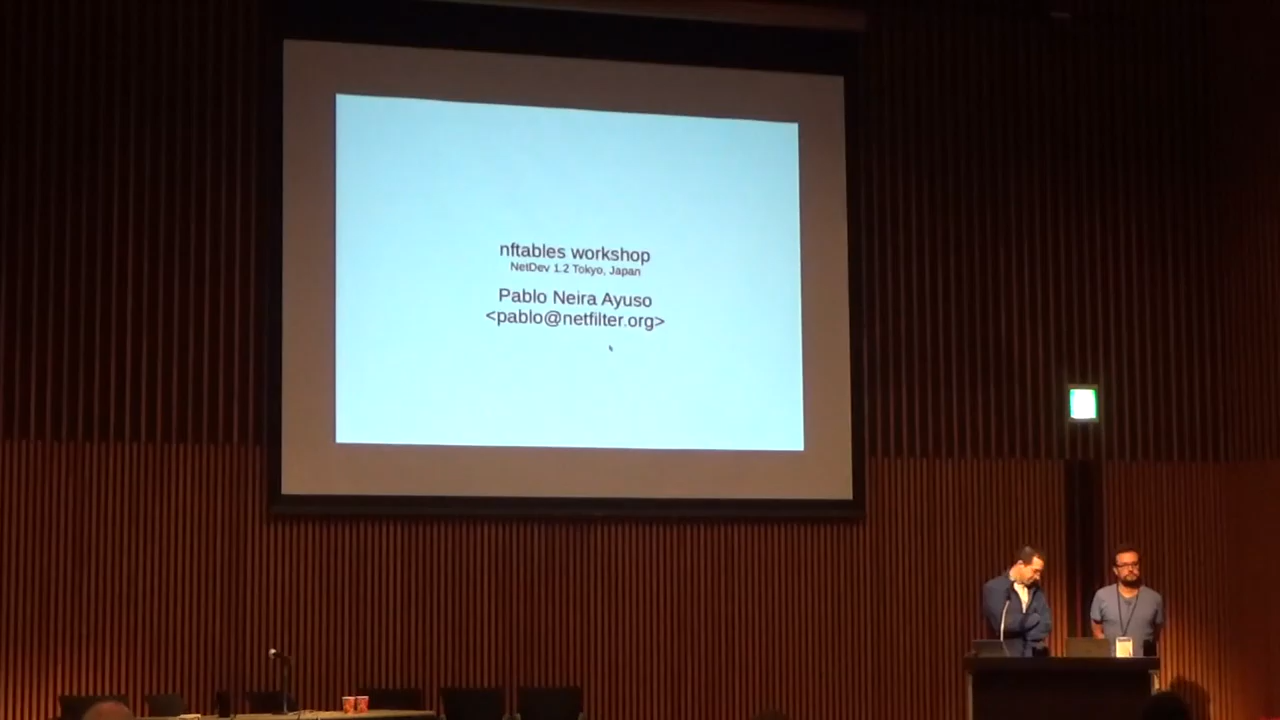 nftables workshop
NetDev 1.2 Tokyo, Japan
Pablo Neira Ayuso
<pablo@netfilter.org>